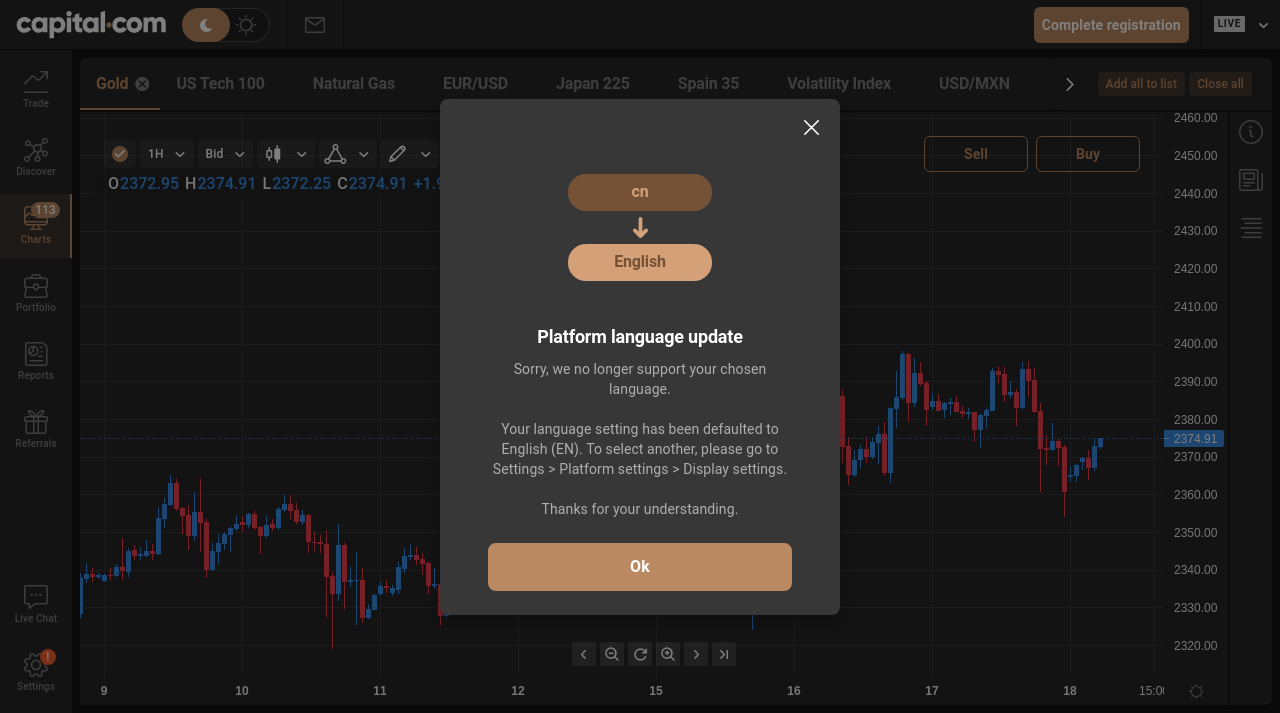 capital.com
Complete registration
LIVE
Gold
US Tech 100
Natural Gas
EUR/USD
Japan 225
Spain 35
Volatility Index
USD/MXN
Add all to list
Close all
Trade
Discover
113
Charts
Portfolio
Reports
Referrals
Live Chat
!
Settings
1H
Bid
Sell
Buy
O2372.95 H2374.91 L2372.25 C2374.91
cn
English
Platform language update
Sorry, we no longer support your chosen
language.
Your language setting has been defaulted to
English (EN). To select another, please go to
Settings > Platform settings > Display settings.
Thanks for your understanding.
Ok
2460.00
2450.00
2440.00
2430.00
2420.00
2410.00
2400.00
2390.00
2380.00
2374.91
2370.00
2360.00
2350.00
2340.00
2330.00
2320.00
9 10 11 12 15 16 17 18